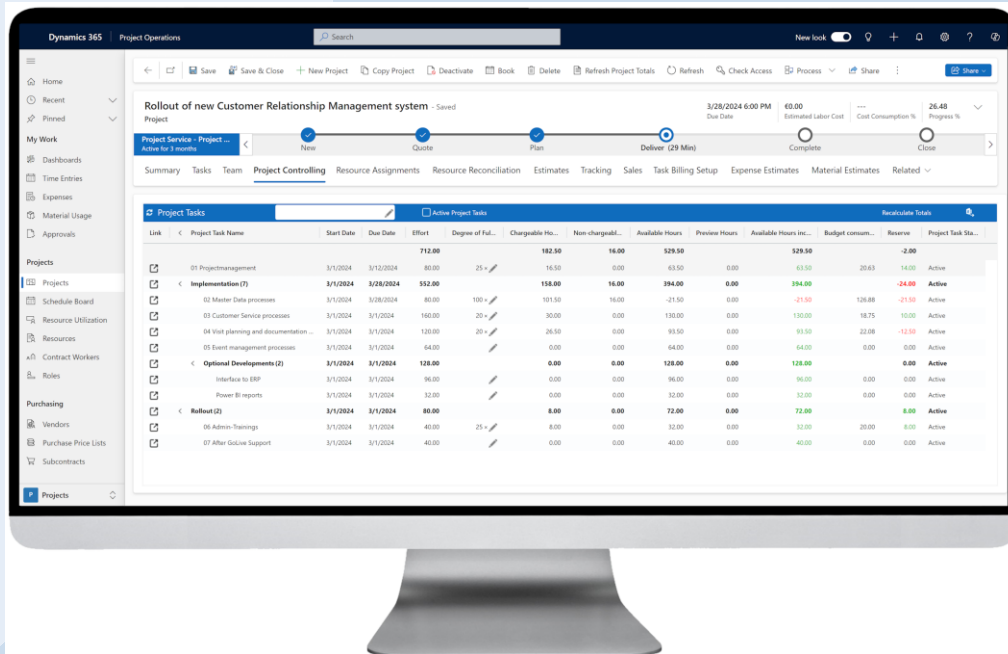 Dynamics 365 Project Operations Search New look
Save Save & Close New Project Copy Project Deactivate Book Delete Refresh Project Totals Refresh Check Access Process Share Share
Home
Recent
Pinned
My Work
Dashboards
Time Entries
Expenses
Material Usage
Approvals
Projects
Projects
Schedule Board
Resource Utilization
Resources
Contract Workers
Roles
Purchasing
Vendors
Purchase Price Lists
Subcontracts
P Projects
Rollout of new Customer Relationship Management system - Saved
Project
3/28/2024 6:00 PM €0.00 --- 26.48
Due Date Estimated Labor Cost Cost Consumption % Progress %
Project Service - Project ...
Active for 3 months
New Quote Plan Deliver (29 Min) Complete Close
Summary Tasks Team Project Controlling Resource Assignments Resource Reconciliation Estimates Tracking Sales Task Billing Setup Expense Estimates Material Estimates Related
Project Tasks Active Project Tasks Recalculate Totals
Link Project Task Name Start Date Due Date Effort Degree of Ful... Chargeable Ho... Non-chargeabl... Available Hours Preview Hours Available Hours inc... Budget consum... Reserve Project Task Sta...
712.00 182.50 16.00 529.50 529.50 -2.00
01 Projectmanagement 3/1/2024 3/12/2024 80.00 25 × 16.50 0.00 63.50 0.00 63.50 20.63 14.00 Active
Implementation (7) 3/1/2024 3/28/2024 552.00 158.00 16.00 394.00 0.00 394.00 -24.00 Active
02 Master Data processes 3/1/2024 3/28/2024 80.00 100 × 101.50 16.00 -21.50 0.00 -21.50 126.88 -21.50 Active
03 Customer Service processes 3/1/2024 3/1/2024 160.00 20 × 30.00 0.00 130.00 0.00 130.00 18.75 10.00 Active
04 Visit planning and documentation ... 3/1/2024 3/1/2024 120.00 20 × 26.50 0.00 93.50 0.00 93.50 22.08 -12.50 Active
05 Event management processes 3/1/2024 3/1/2024 64.00 0.00 0.00 64.00 0.00 64.00 0.00 0.00 Active
Optional Developments (2) 3/1/2024 3/1/2024 128.00 0.00 0.00 128.00 0.00 128.00 0.00 Active
Interface to ERP 3/1/2024 3/1/2024 96.00 0.00 0.00 96.00 0.00 96.00 0.00 0.00 Active
Power BI reports 3/1/2024 3/1/2024 32.00 0.00 0.00 32.00 0.00 32.00 0.00 0.00 Active
Rollout (2) 3/1/2024 3/1/2024 80.00 8.00 0.00 72.00 0.00 72.00 8.00 Active
06 Admin-Trainings 3/1/2024 3/1/2024 40.00 25 × 8.00 0.00 32.00 0.00 32.00 20.00 8.00 Active
07 After GoLive Support 3/1/2024 3/1/2024 40.00 0.00 0.00 40.00 0.00 40.00 0.00 0.00 Active